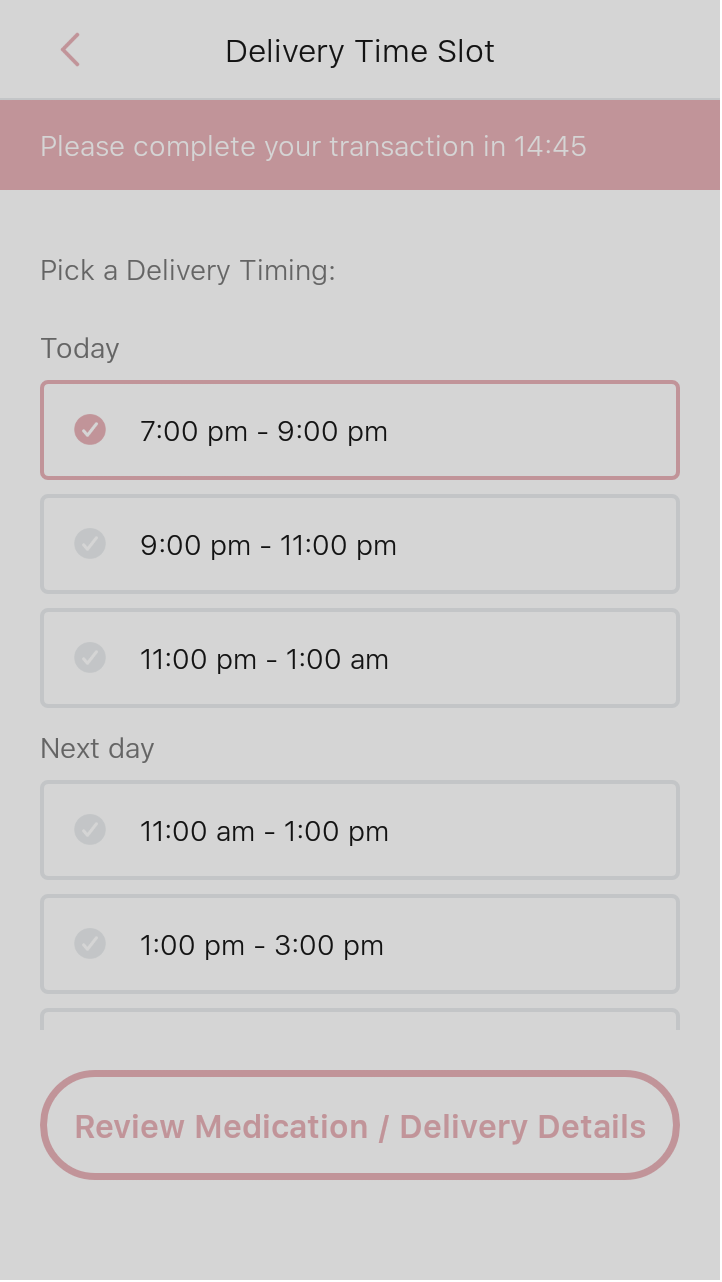 Delivery Time Slot
Please complete your transaction in 14:45
Pick a Delivery Timing:
Today
7:00 pm - 9:00 pm
9:00 pm - 11:00 pm
11:00 pm - 1:00 am
Next day
11:00 am - 1:00 pm
1:00 pm - 3:00 pm
Review Medication / Delivery Details